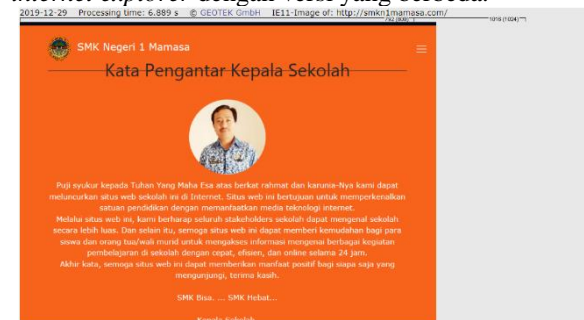 internet explorer dengan versi yang berbeda.
2019-12-29 Processing time: 6.889 s © GEOTEK GmbH IE11-Image of: http://smkn1mamasa.com/
1018 (1024)
SMK Negeri 1 Mamasa
Kata Pengantar Kepala Sekolah
Puji syukur kepada Tuhan Yang Maha Esa atas berkat rahmat dan karunia-Nya kami dapat
meluncurkan situs web sekolah ini di Internet. Situs web ini bertujuan untuk memperkenalkan
satuan pendidikan dengan memanfaatkan media teknologi internet.
Melalui situs web ini, kami berharap seluruh stakeholders sekolah dapat mengenal sekolah
secara lebih luas. Dan selain itu, semoga situs web ini dapat memberi kemudahan bagi para
siswa dan orang tua/wali murid untuk mengakses informasi mengenai berbagai kegiatan
pembelajaran di sekolah dengan cepat, efisien, dan online selama 24 jam.
Akhir kata, semoga situs web ini dapat memberikan manfaat positif bagi siapa saja yang
mengunjungi, terima kasih.
SMK Bisa. ... SMK Hebat...
Kepala Sekolah